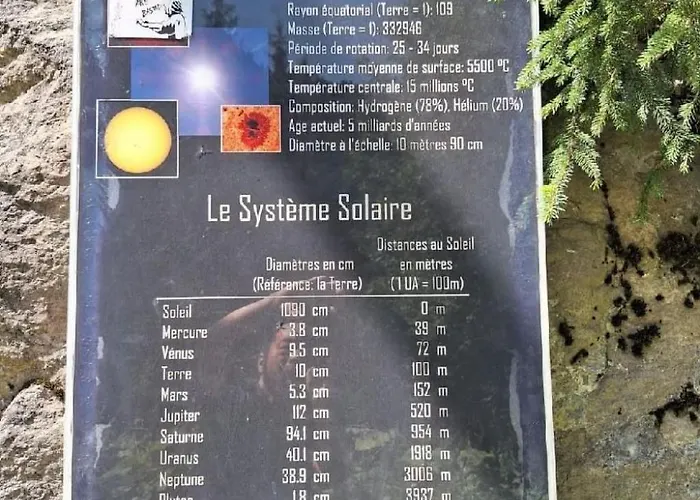 Rayon équatorial (Terre = 1): 109
Masse (Terre = 1): 332946
Période de rotation: 25 - 34 jours
Température moyenne de surface: 5500 °C
Température centrale: 15 millions °C
Composition: Hydrogène (78%), Hélium (20%)
Age actuel: 5 milliards d'années
Diamètre à l'échelle: 10 mètres 90 cm
Le Système Solaire
Diamètres en cm (Référence: la Terre) Distances au Soleil en mètres (1 UA = 100m)
Soleil 1090 cm 0 m
Mercure 3.8 cm 39 m
Vénus 9.5 cm 72 m
Terre 10 cm 100 m
Mars 5.3 cm 152 m
Jupiter 112 cm 520 m
Saturne 94.1 cm 954 m
Uranus 40.1 cm 1918 m
Neptune 38.9 cm 3006 m
Pluton 1.8 cm 3937 m